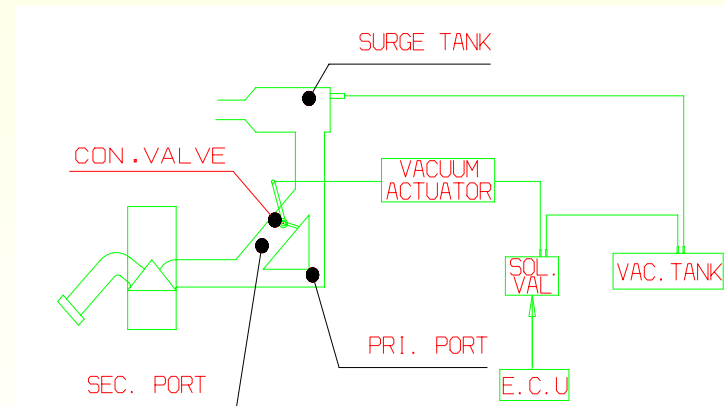 SURGE TANK
CON.VALVE
VACUUM
ACTUATOR
SOL.
VAL
VAC.TANK
PRI. PORT
SEC. PORT
E.C.U